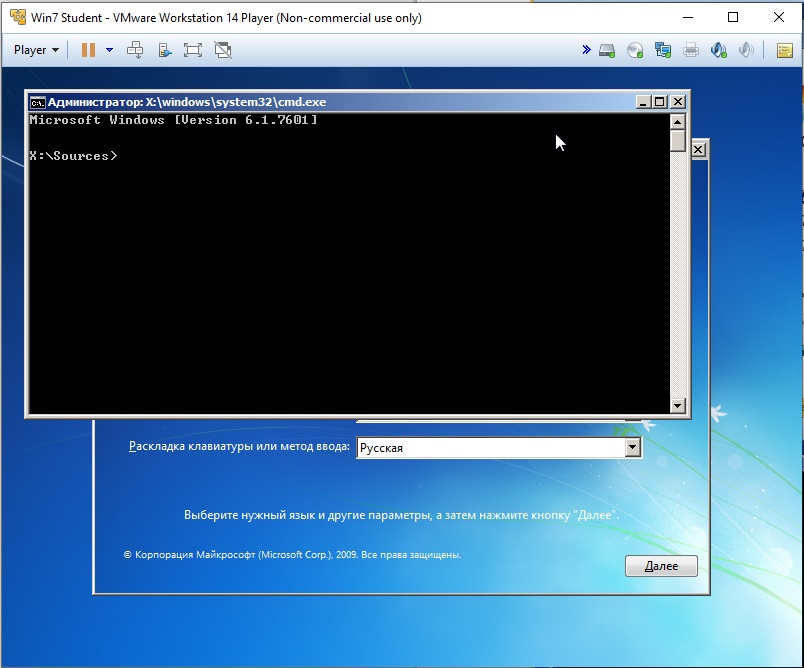 Win7 Student - VMware Workstation 14 Player (Non-commercial use only)
Player
Администратор: X:\windows\system32\cmd.exe
Microsoft Windows [Version 6.1.7601]
X:\Sources>
Раскладка клавиатуры или метод ввода: Русская
Выберите нужный язык и другие параметры, а затем нажмите кнопку "Далее".
© Корпорация Майкрософт (Microsoft Corp.), 2009. Все права защищены.
Далее